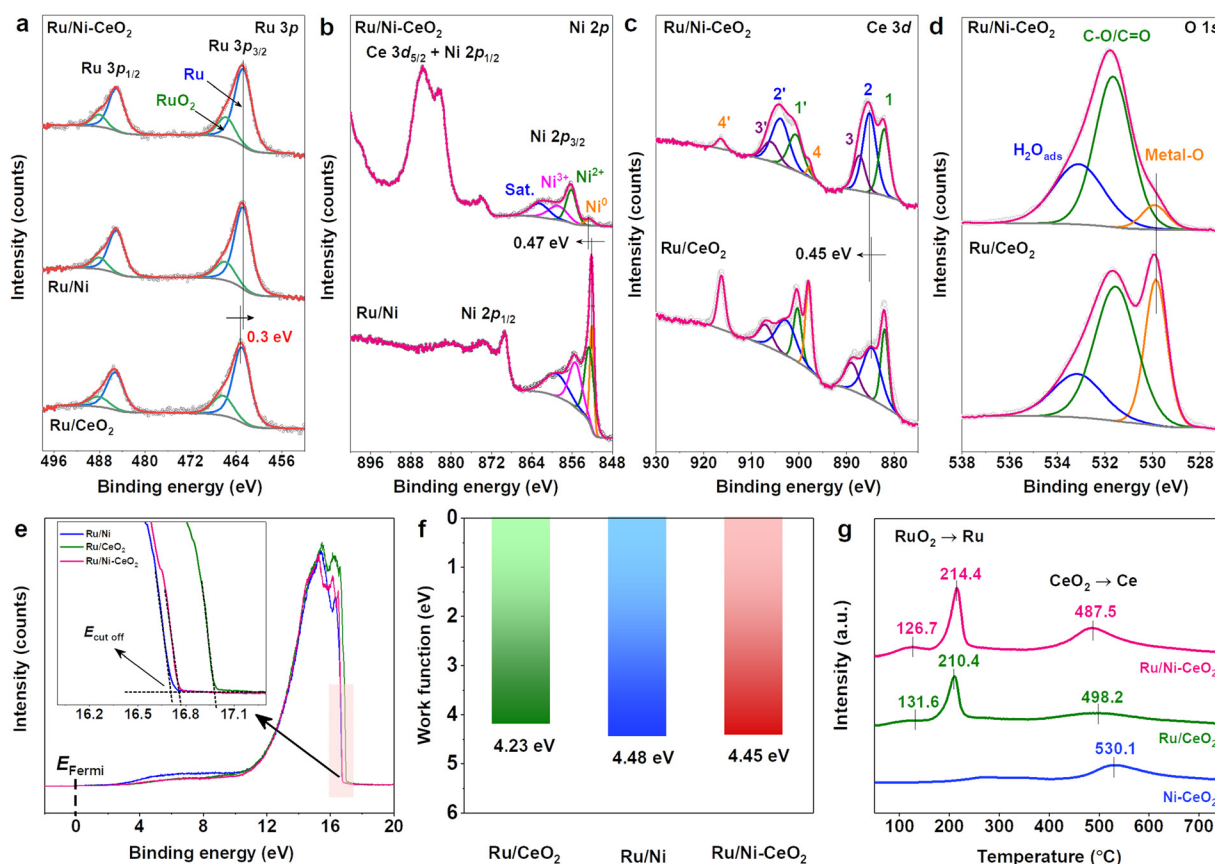 a
Ru/Ni-CeO₂ Ru 3p
Ru 3p₃/₂
Ru 3p₁/₂
Ru
RuO₂
Ru/Ni
0.3 eV
Ru/CeO₂
Intensity (counts)
496 488 480 472 464 456
Binding energy (eV)
b
Ru/Ni-CeO₂ Ni 2p
Ce 3d₅/₂ + Ni 2p₁/₂
Ni 2p₃/₂
Sat. Ni³⁺ Ni²⁺
Ni⁰
0.47 eV
Ru/Ni
Ni 2p₁/₂
Intensity (counts)
896 888 880 872 864 856 848
Binding energy (eV)
c
Ru/Ni-CeO₂ Ce 3d
4' 3' 2' 1' 4 3 2 1
Ru/CeO₂
0.45 eV
Intensity (counts)
930 920 910 900 890 880
Binding energy (eV)
d
Ru/Ni-CeO₂ O 1s
C-O/C=O
H₂Oads
Metal-O
Ru/CeO₂
Intensity (counts)
538 536 534 532 530 528
Binding energy (eV)
e
Ru/Ni
Ru/CeO₂
Ru/Ni-CeO₂
Ecut off
16.2 16.5 16.8 17.1
EFermi
Intensity (counts)
0 4 8 12 16 20
Binding energy (eV)
f
0
1
2
3
4
5
6
Work function (eV)
4.23 eV
4.48 eV
4.45 eV
Ru/CeO₂ Ru/Ni Ru/Ni-CeO₂
g
RuO₂ → Ru
214.4
CeO₂ → Ce
126.7
487.5
Ru/Ni-CeO₂
210.4
131.6
498.2
Ru/CeO₂
530.1
Ni-CeO₂
Intensity (a.u.)
100 300 500 700
Temperature (°C)